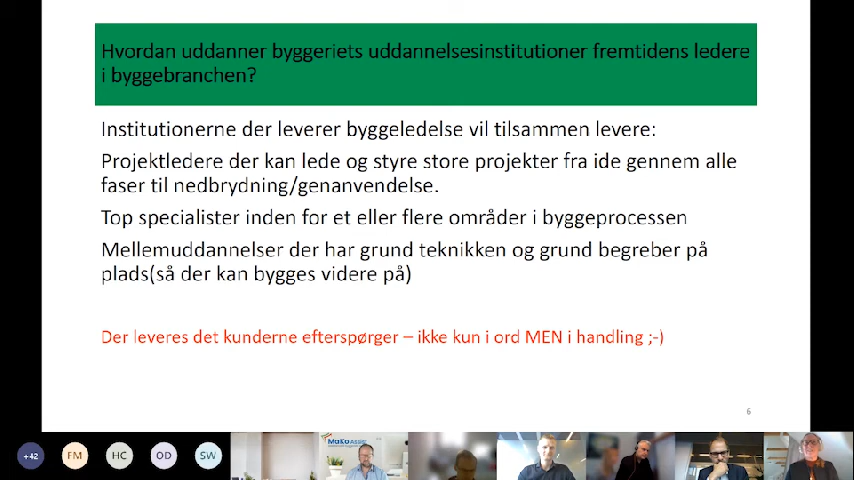 Hvordan uddanner byggeriets uddannelsesinstitutioner fremtidens ledere
i byggebranchen?
Institutionerne der leverer byggeledelse vil tilsammen levere:
Projektledere der kan lede og styre store projekter fra ide gennem alle
faser til nedbrydning/genanvendelse.
Top specialister inden for et eller flere områder i byggeprocessen
Mellemuddannelser der har grund teknikken og grund begreber på
plads(så der kan bygges videre på)
Der leveres det kunderne efterspørger – ikke kun i ord MEN i handling ;-)
6
+42 FM HC OD SW
MaKoAssist